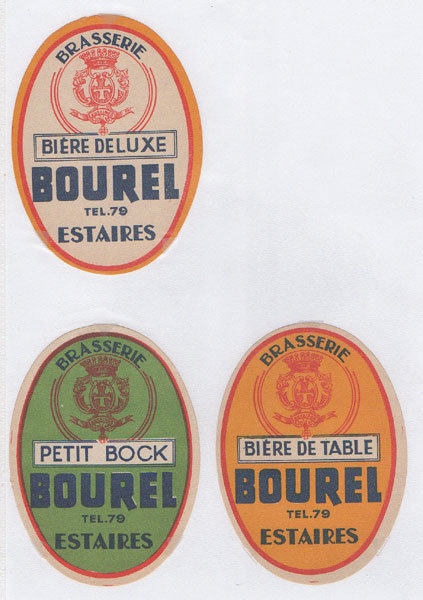 BRASSERIE
BIÈRE DELUXE
BOUREL
TEL.79
ESTAIRES
BRASSERIE
PETIT BOCK
BOUREL
TEL.79
ESTAIRES
BRASSERIE
BIÈRE DE TABLE
BOUREL
TEL.79
ESTAIRES